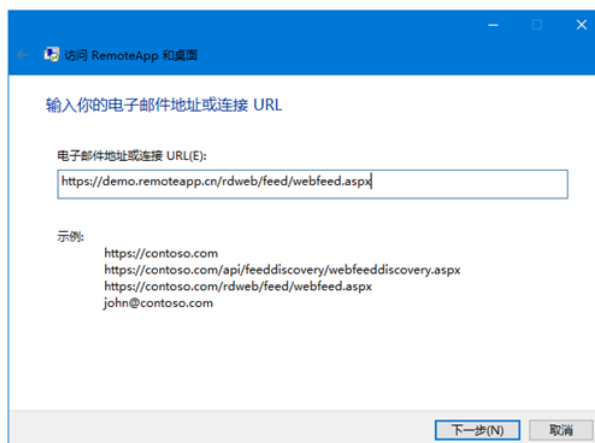 访问 RemoteApp 和桌面
输入你的电子邮件地址或连接 URL
电子邮件地址或连接 URL(E):
https://demo.remoteapp.cn/rdweb/feed/webfeed.aspx
示例:
https://contoso.com
https://contoso.com/api/feeddiscovery/webfeeddiscovery.aspx
https://contoso.com/rdweb/feed/webfeed.aspx
john@contoso.com
下一步(N) 取消